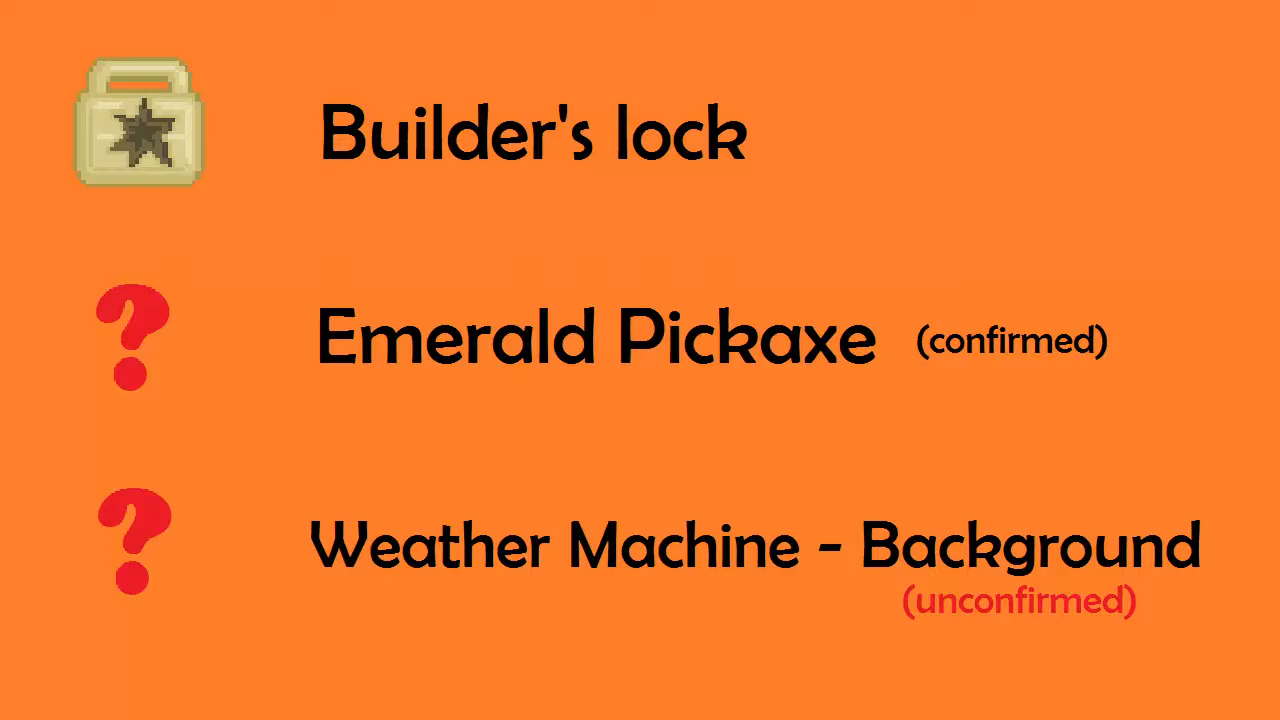 Builder's lock
Emerald Pickaxe (confirmed)
Weather Machine - Background
(unconfirmed)